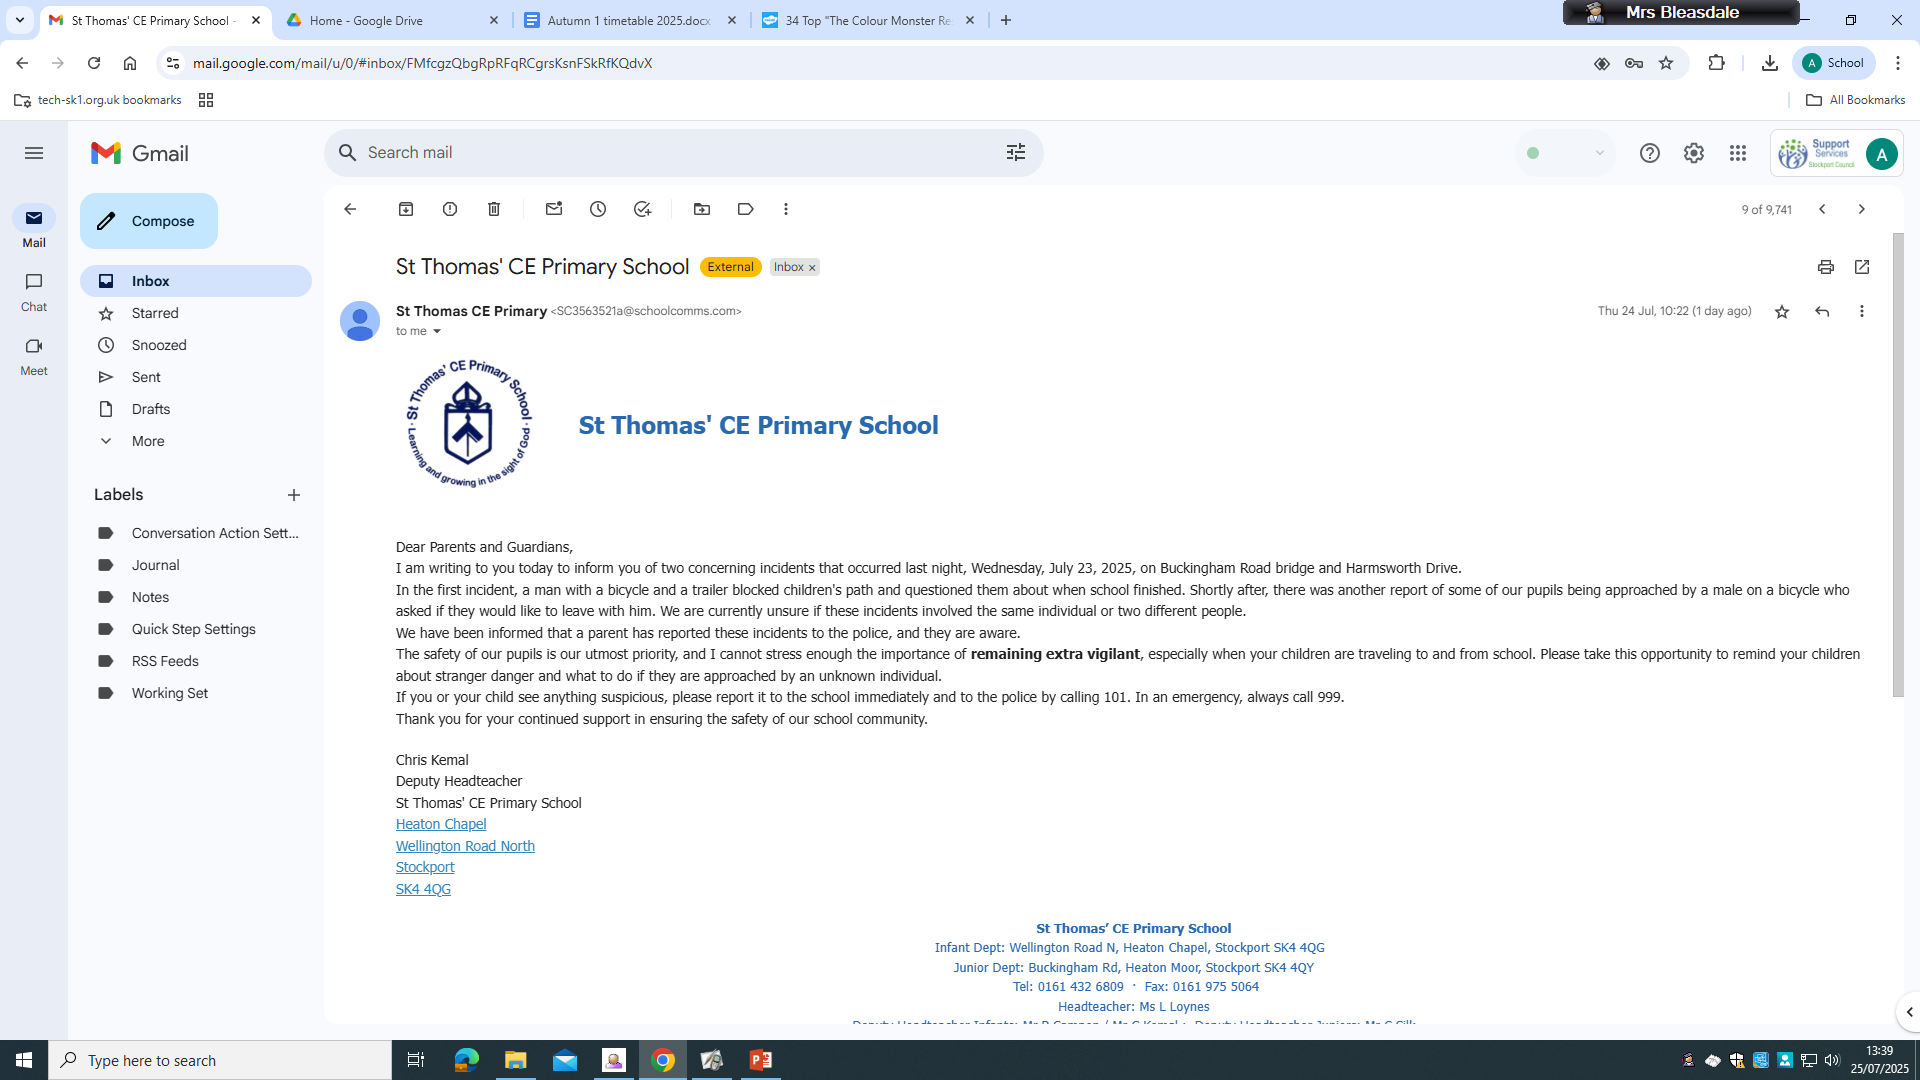 St Thomas' CE Primary School -
Home - Google Drive
Autumn 1 timetable 2025.docx
34 Top "The Colour Monster Re
Mrs Bleasdale
mail.google.com/mail/u/0/#inbox/FMfcgzQbgRpRFqRCgrsKsnFSkRfKQdvX
A School
tech-sk1.org.uk bookmarks
All Bookmarks
Gmail
Search mail
Support Services
Stockport Council
A
Compose
9 of 9,741
Mail
Chat
Meet
Inbox
Starred
Snoozed
Sent
Drafts
More
Labels
Conversation Action Sett...
Journal
Notes
Quick Step Settings
RSS Feeds
Working Set
St Thomas' CE Primary School External Inbox
St Thomas CE Primary <SC3563521a@schoolcomms.com>
Thu 24 Jul, 10:22 (1 day ago)
to me
· St Thomas' CE Primary School ·
Learning and growing in the sight of God
St Thomas' CE Primary School
Dear Parents and Guardians,
I am writing to you today to inform you of two concerning incidents that occurred last night, Wednesday, July 23, 2025, on Buckingham Road bridge and Harmsworth Drive.
In the first incident, a man with a bicycle and a trailer blocked children's path and questioned them about when school finished. Shortly after, there was another report of some of our pupils being approached by a male on a bicycle who
asked if they would like to leave with him. We are currently unsure if these incidents involved the same individual or two different people.
We have been informed that a parent has reported these incidents to the police, and they are aware.
The safety of our pupils is our utmost priority, and I cannot stress enough the importance of remaining extra vigilant, especially when your children are traveling to and from school. Please take this opportunity to remind your children
about stranger danger and what to do if they are approached by an unknown individual.
If you or your child see anything suspicious, please report it to the school immediately and to the police by calling 101. In an emergency, always call 999.
Thank you for your continued support in ensuring the safety of our school community.
Chris Kemal
Deputy Headteacher
St Thomas' CE Primary School
Heaton Chapel
Wellington Road North
Stockport
SK4 4QG
St Thomas' CE Primary School
Infant Dept: Wellington Road N, Heaton Chapel, Stockport SK4 4QG
Junior Dept: Buckingham Rd, Heaton Moor, Stockport SK4 4QY
Tel: 0161 432 6809 · Fax: 0161 975 5064
Headteacher: Ms L Loynes
Type here to search
13:39
25/07/2025